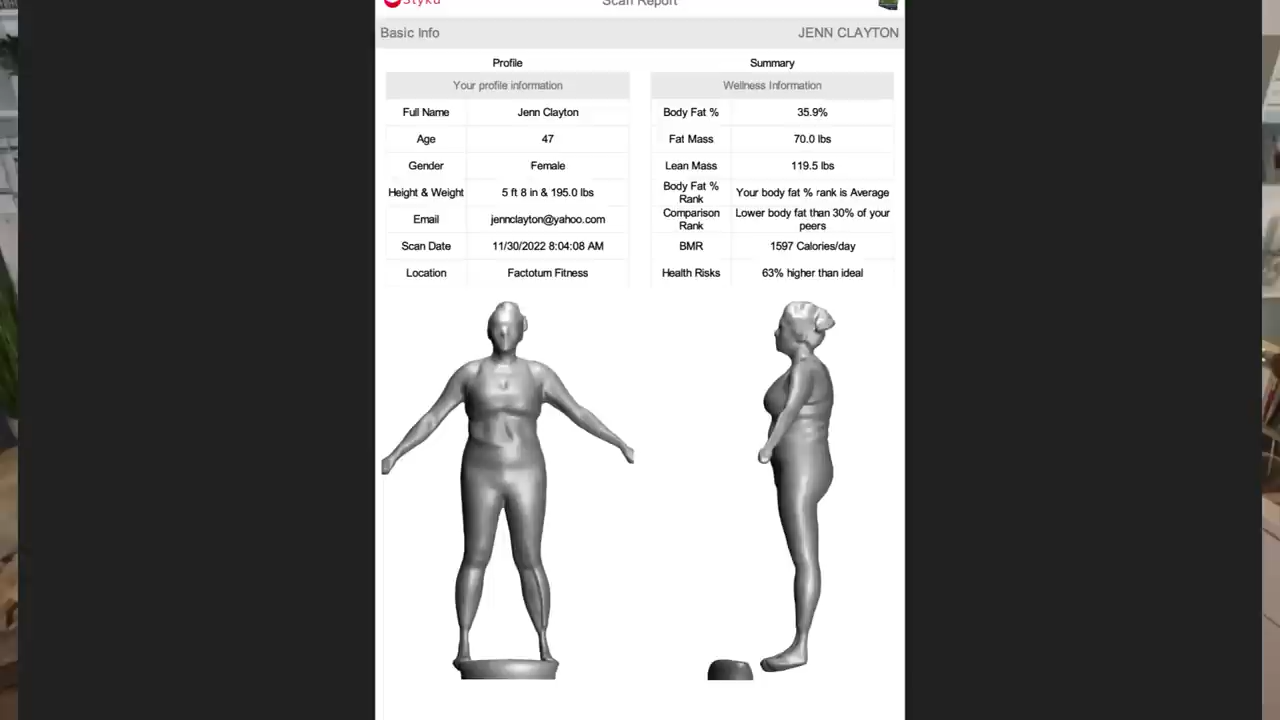 Styku
Scan Report
Basic Info JENN CLAYTON
Profile
Your profile information
Full Name Jenn Clayton
Age 47
Gender Female
Height & Weight 5 ft 8 in & 195.0 lbs
Email jennclayton@yahoo.com
Scan Date 11/30/2022 8:04:08 AM
Location Factotum Fitness
Summary
Wellness Information
Body Fat % 35.9%
Fat Mass 70.0 lbs
Lean Mass 119.5 lbs
Body Fat %
Rank
Your body fat % rank is Average
Comparison
Rank
Lower body fat than 30% of your
peers
BMR 1597 Calories/day
Health Risks 63% higher than ideal